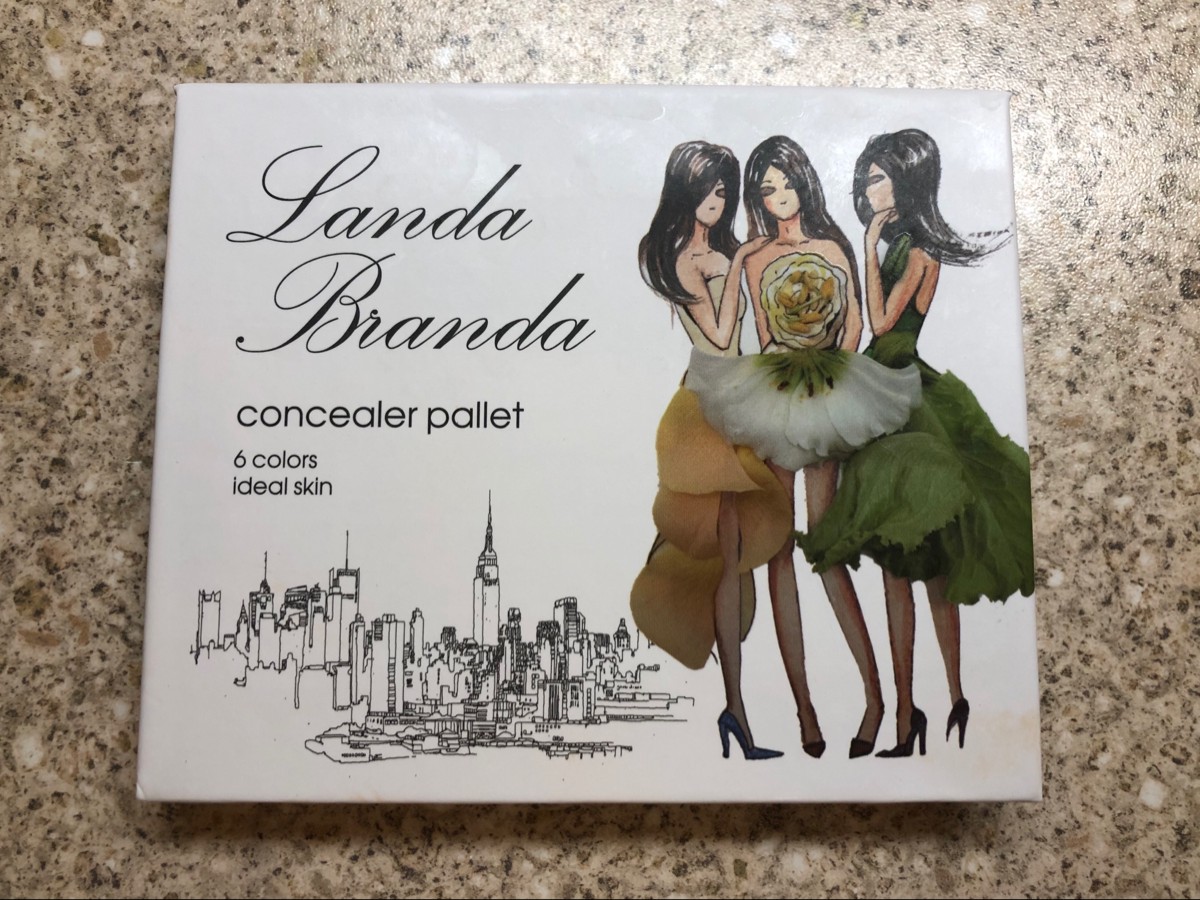 Landa
Branda
concealer pallet
6 colors
ideal skin